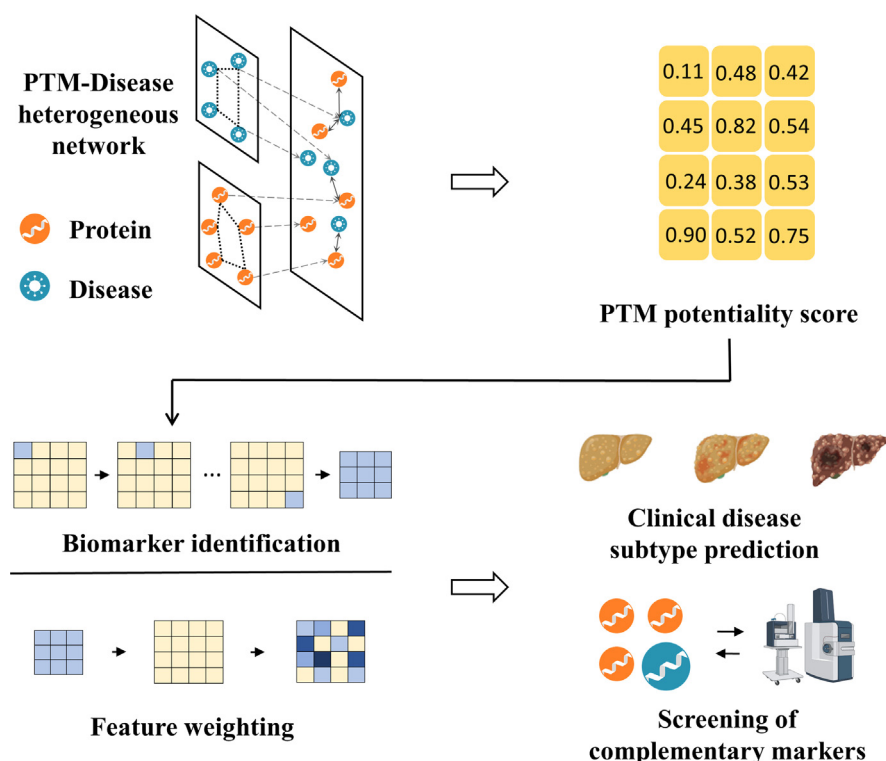 PTM-Disease
heterogeneous
network
Protein
Disease
0.11 0.48 0.42
0.45 0.82 0.54
0.24 0.38 0.53
0.90 0.52 0.75
PTM potentiality score
...
Biomarker identification
Feature weighting
Clinical disease
subtype prediction
Screening of
complementary markers